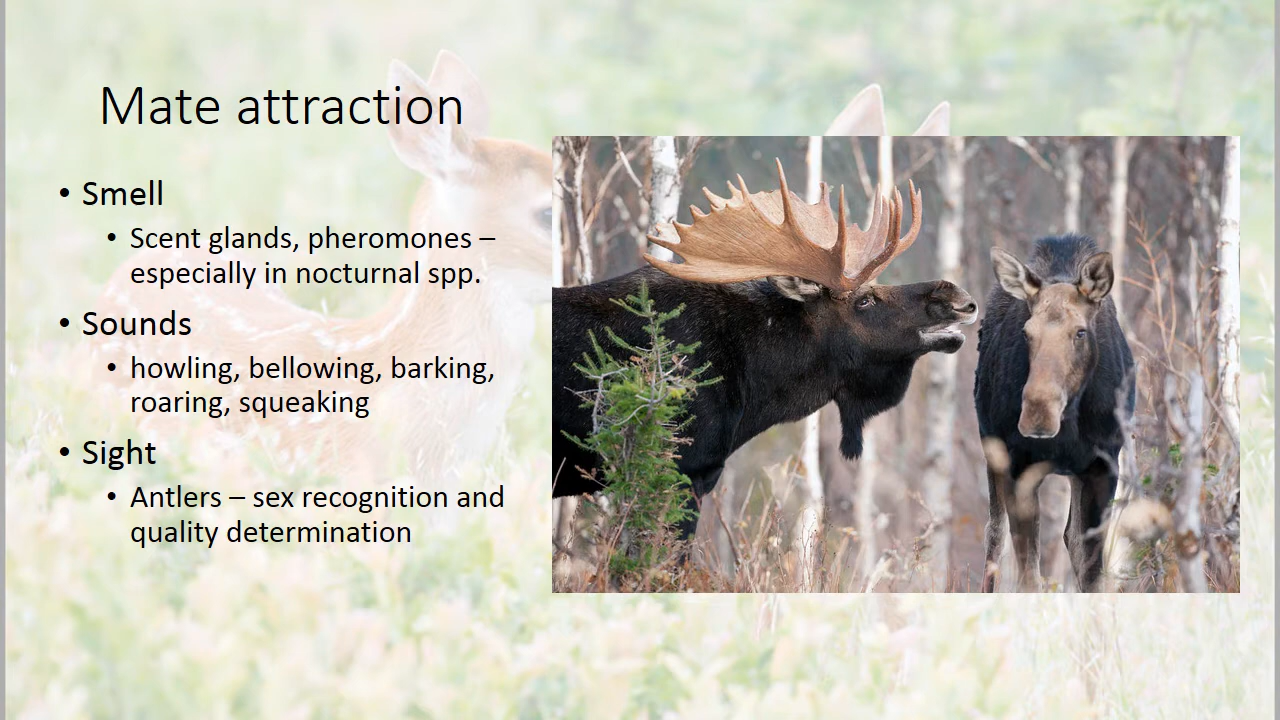 Mate attraction
• Smell
• Scent glands, pheromones –
especially in nocturnal spp.
• Sounds
• howling, bellowing, barking,
roaring, squeaking
• Sight
• Antlers – sex recognition and
quality determination